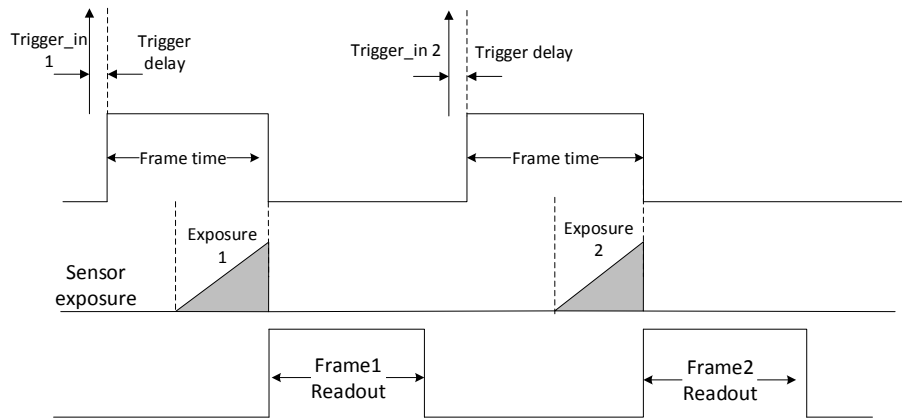 Trigger_in
1
Trigger
delay
Trigger_in 2
Trigger delay
Frame time
Frame time
Exposure
1
Exposure
2
Sensor
exposure
Frame1
Readout
Frame2
Readout